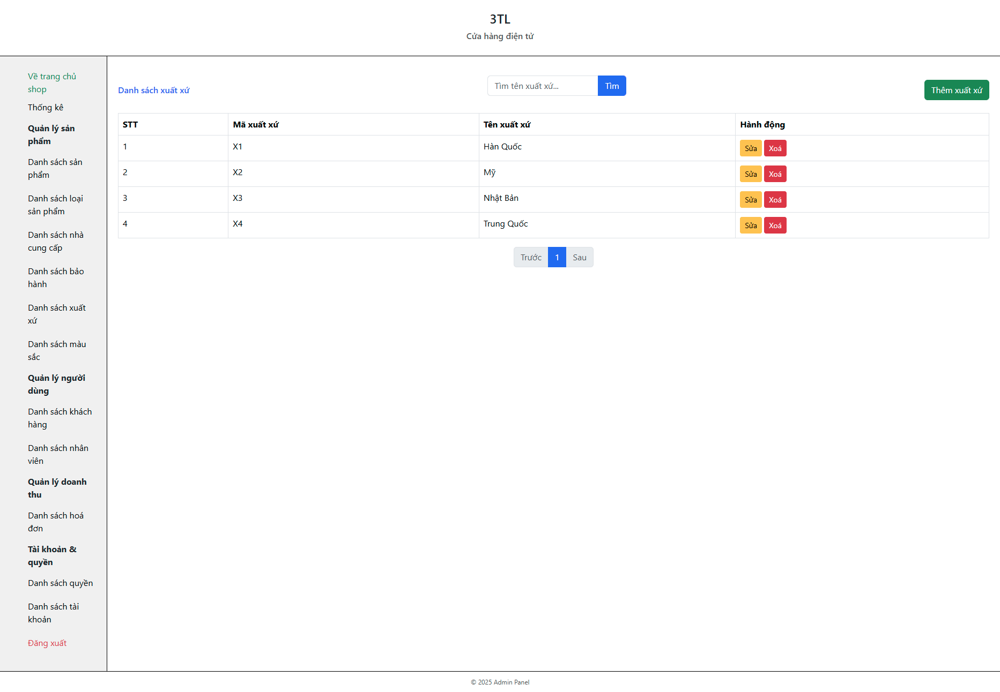 3TL
Cửa hàng điện tử
Về trang chủ
shop
Thống kê
Quản lý sản
phẩm
Danh sách sản
phẩm
Danh sách loại
sản phẩm
Danh sách nhà
cung cấp
Danh sách bảo
hành
Danh sách xuất
xứ
Danh sách màu
sắc
Quản lý người
dùng
Danh sách khách
hàng
Danh sách nhân
viên
Quản lý doanh
thu
Danh sách hoá
đơn
Tài khoản &
quyền
Danh sách quyền
Danh sách tài
khoản
Đăng xuất
Danh sách xuất xứ
Tìm tên xuất xứ... Tìm
Thêm xuất xứ
STT Mã xuất xứ Tên xuất xứ Hành động
1 X1 Hàn Quốc Sửa Xoá
2 X2 Mỹ Sửa Xoá
3 X3 Nhật Bản Sửa Xoá
4 X4 Trung Quốc Sửa Xoá
Trước 1 Sau
© 2025 Admin Panel